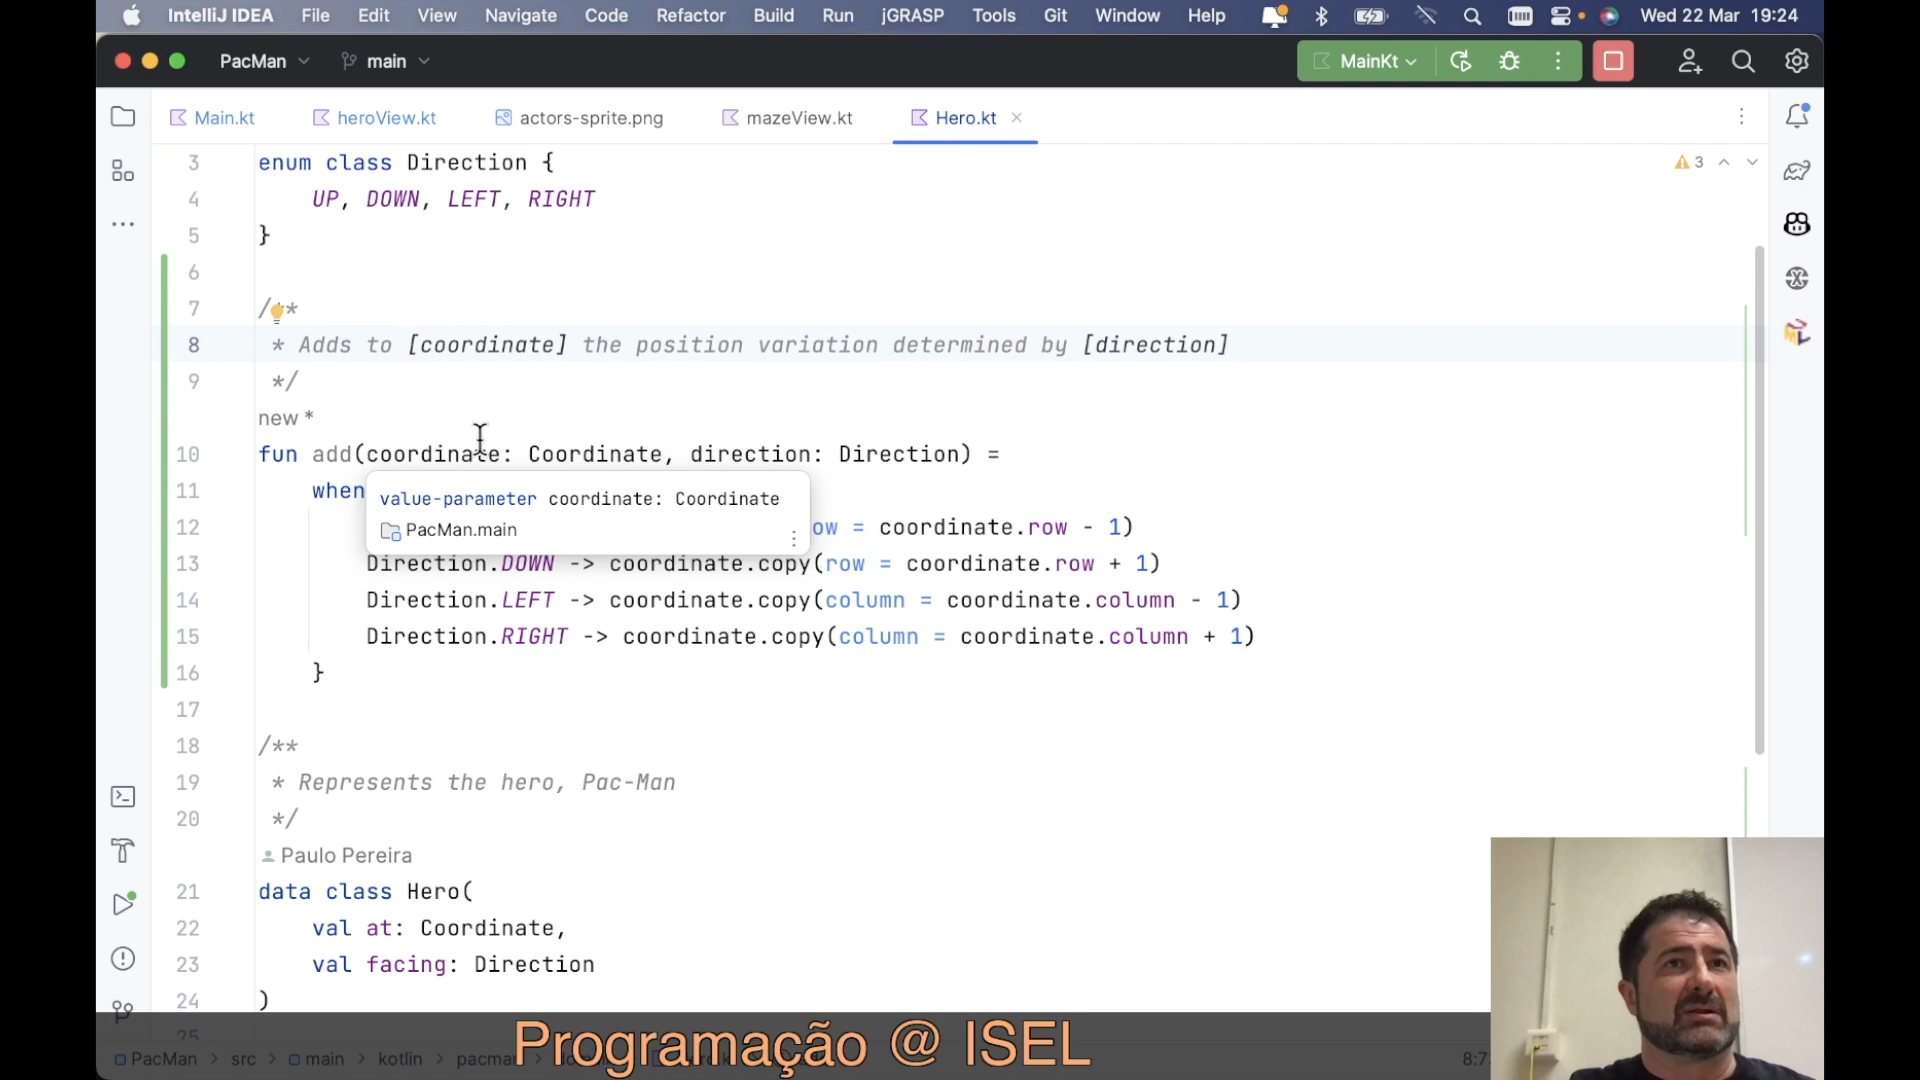 IntelliJ IDEA File Edit View Navigate Code Refactor Build Run jGRASP Tools Git Window Help Wed 22 Mar 19:24
PacMan main MainKt
Main.kt heroView.kt actors-sprite.png mazeView.kt Hero.kt
3 enum class Direction {
3
4 UP, DOWN, LEFT, RIGHT
5 }
6
7 /**
8 * Adds to [coordinate] the position variation determined by [direction]
9 */
new *
10 fun add(coordinate: Coordinate, direction: Direction) =
11 when
value-parameter coordinate: Coordinate
PacMan.main
12 ow = coordinate.row - 1)
13 Direction.DOWN -> coordinate.copy(row = coordinate.row + 1)
14 Direction.LEFT -> coordinate.copy(column = coordinate.column - 1)
15 Direction.RIGHT -> coordinate.copy(column = coordinate.column + 1)
16 }
17
18 /**
19 * Represents the hero, Pac-Man
20 */
Paulo Pereira
21 data class Hero(
22 val at: Coordinate,
23 val facing: Direction
24 )
25
Programação @ ISEL
PacMan > src > main > kotlin > pacman 8:7